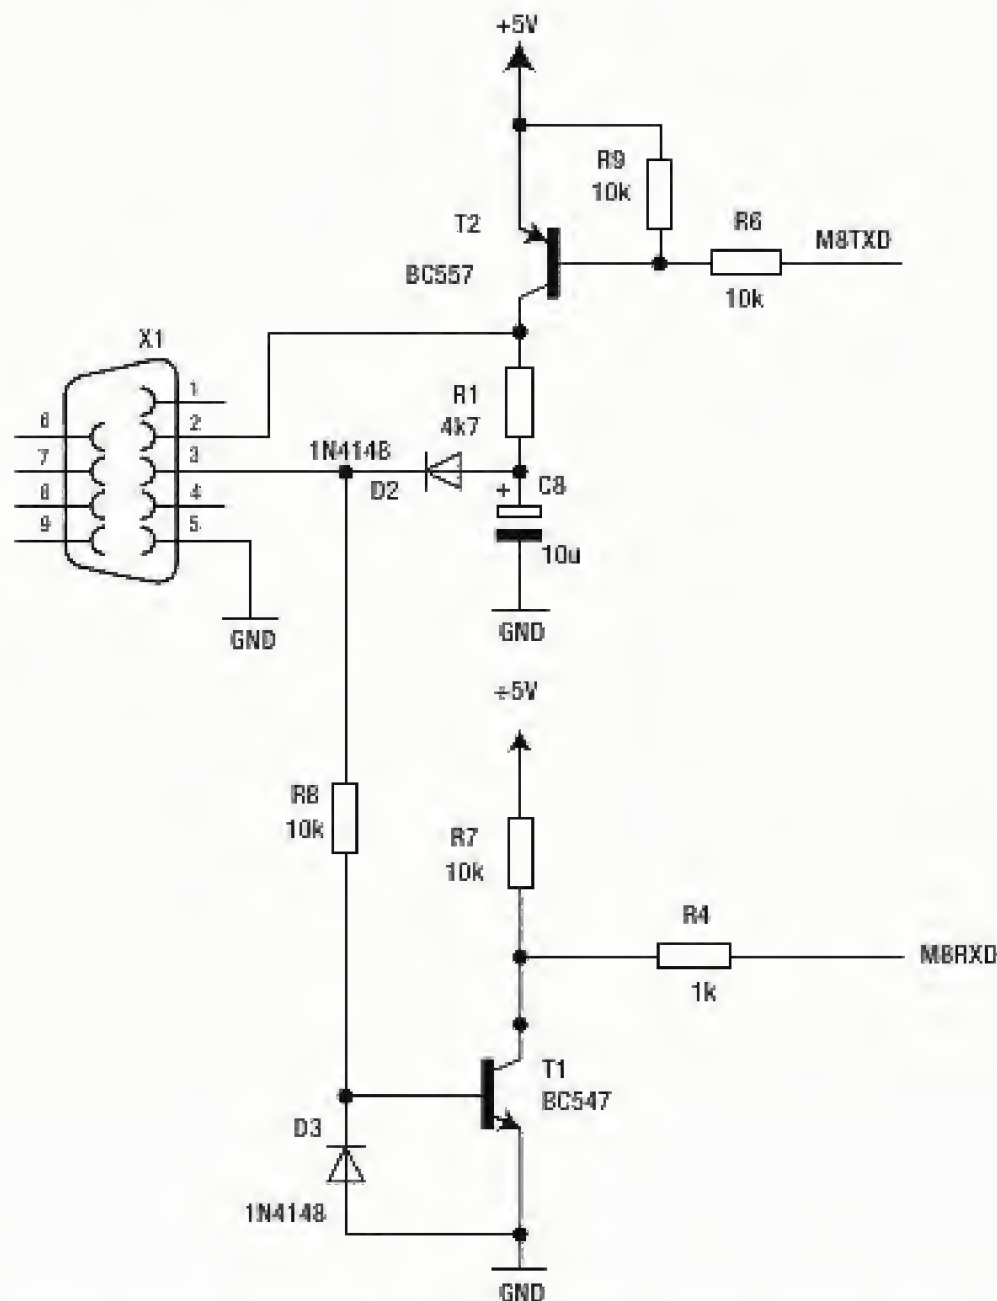 +5V
R9
10k
T2
R6
M8TXD
BC557
10k
X1
1
R1
4k7
6
2
1N4148
7
3
D2
+
C8
8
4
9
5
10u
GND
GND
+5V
R8
10k
R7
10k
R4
M8RXD
1k
T1
BC547
D3
1N4148
GND